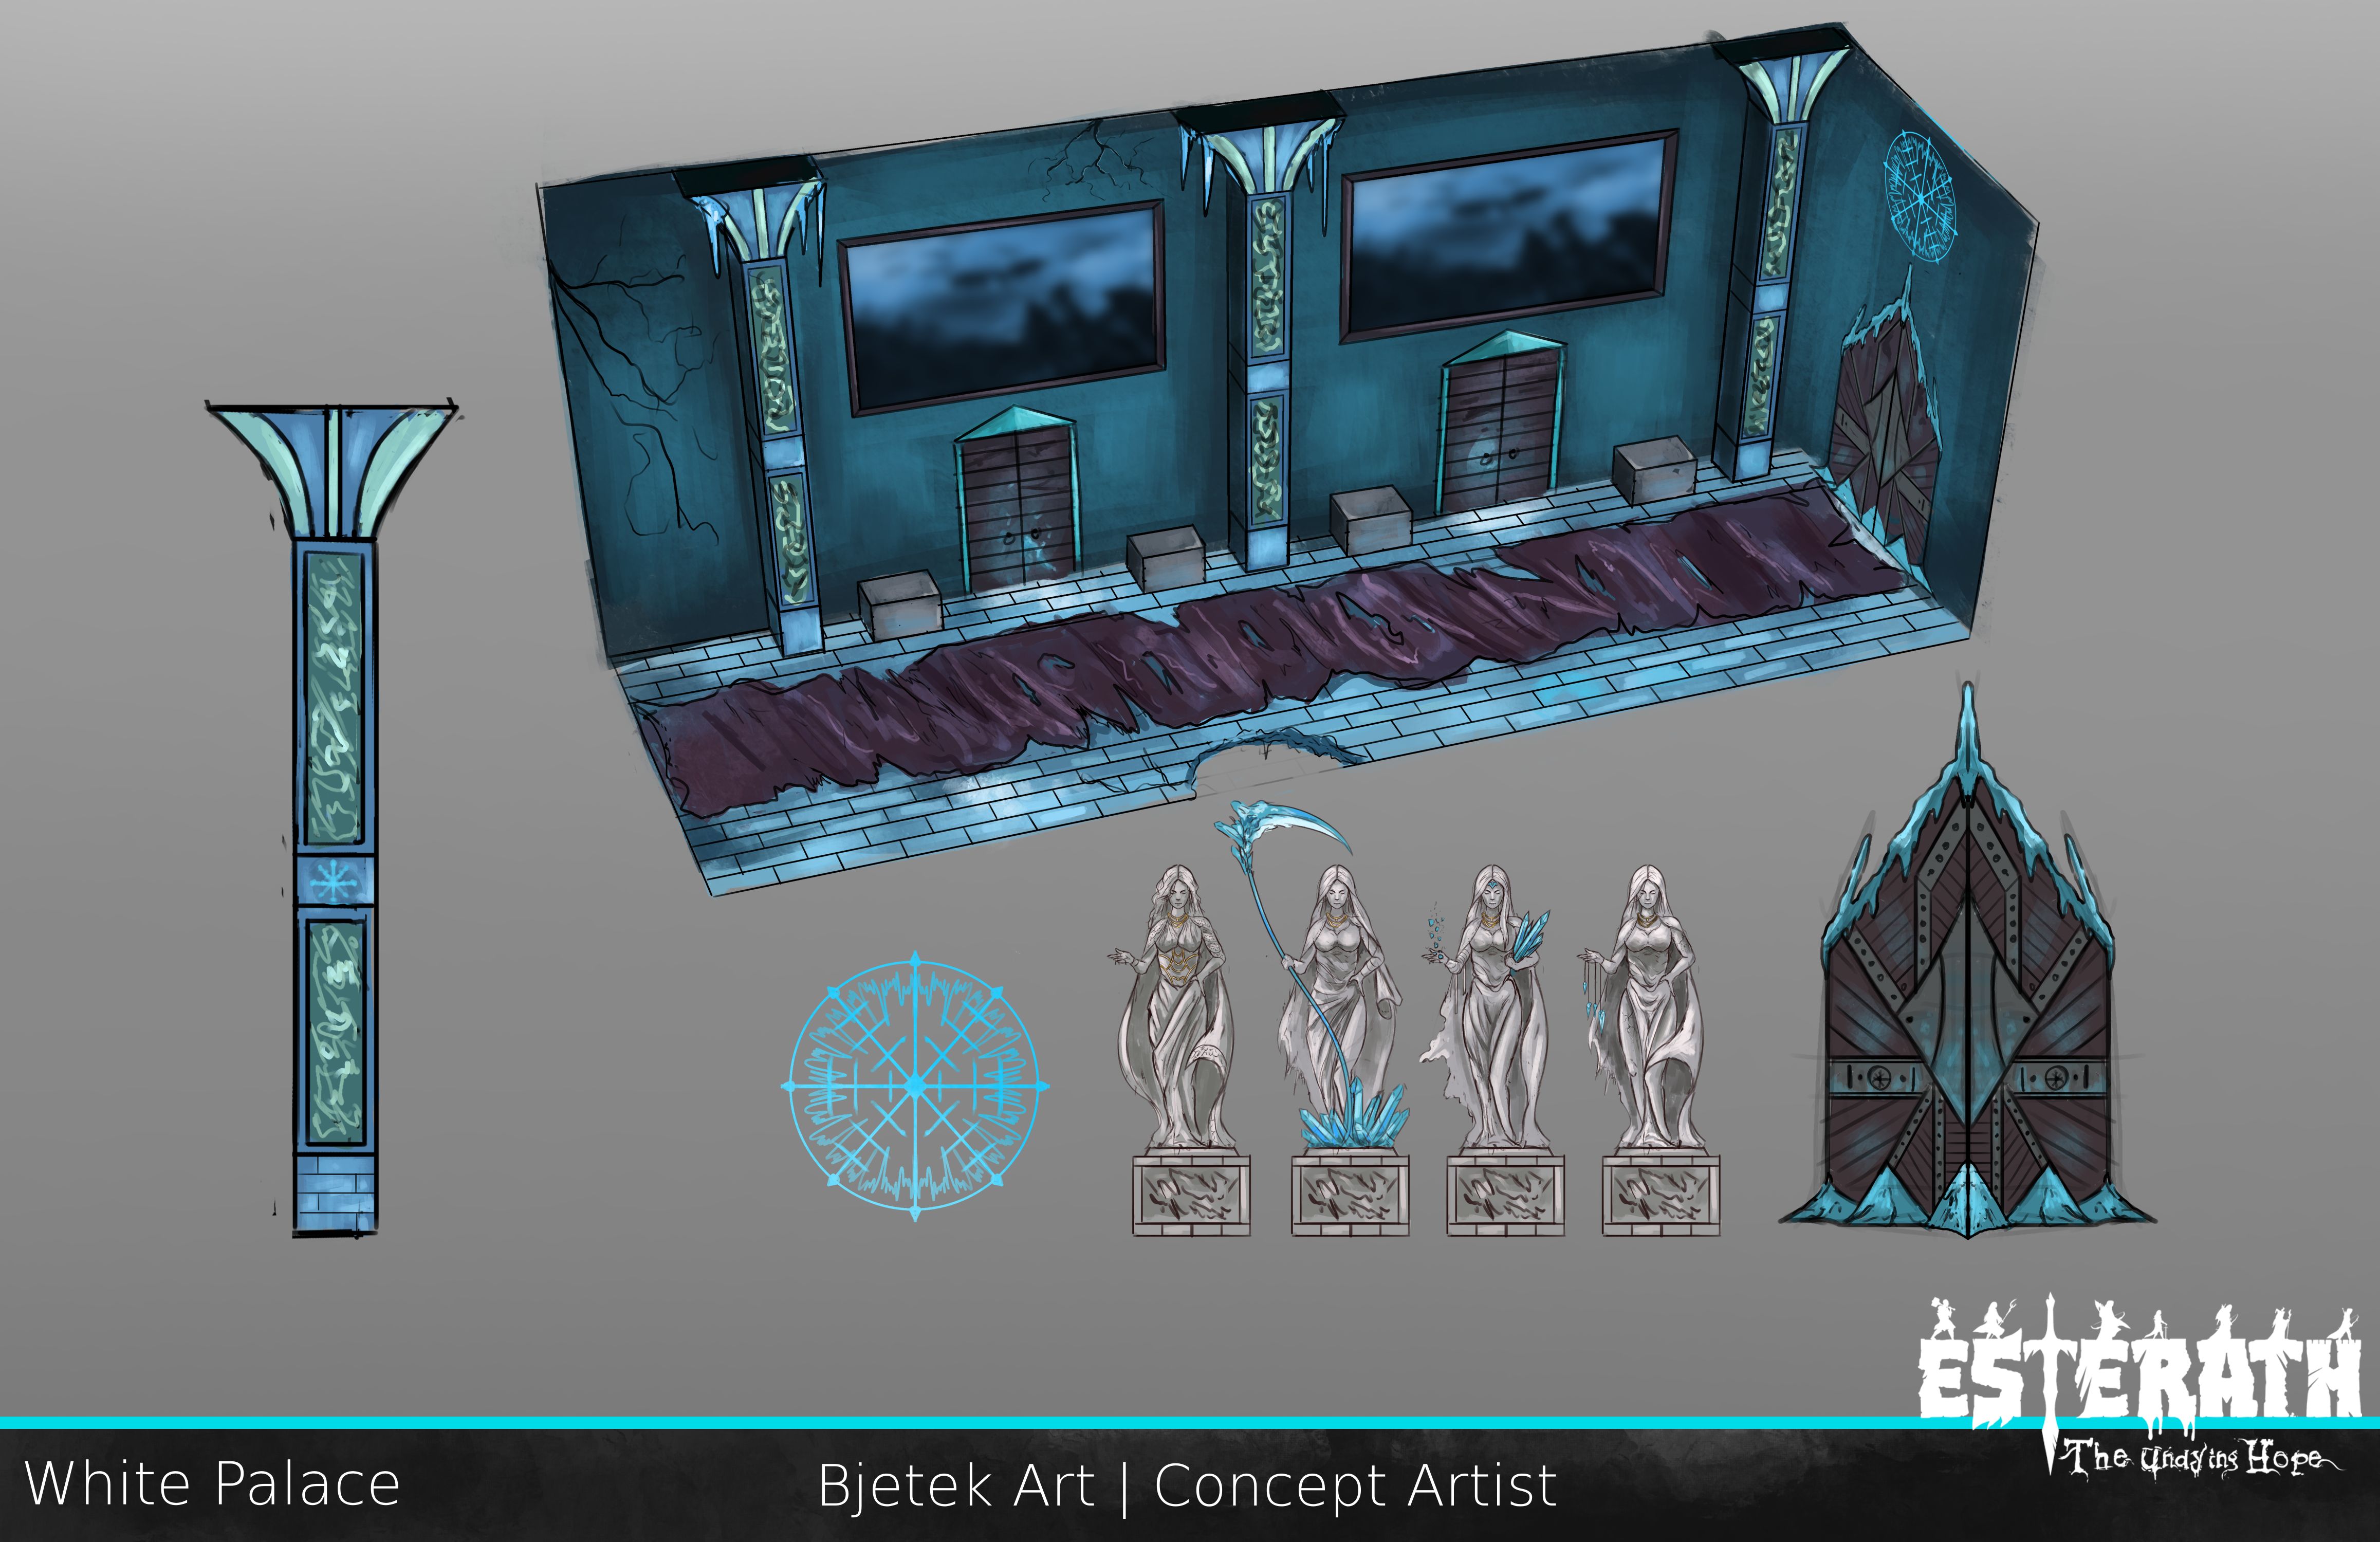 ESTERATH
The Undying Hope
White Palace
Bjetek Art | Concept Artist